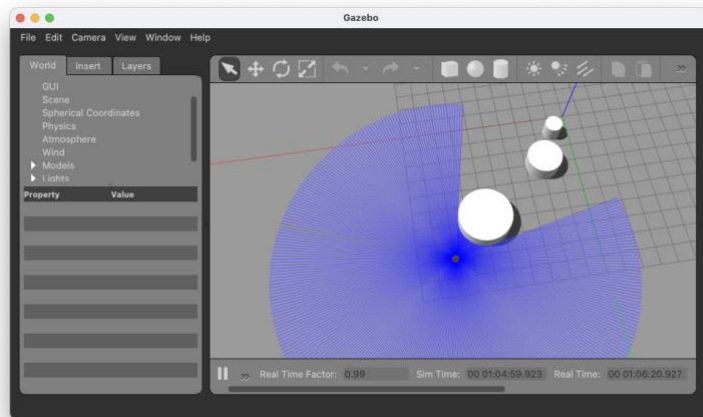 Gazebo
File Edit Camera View Window Help
World Insert Layers
GUI
Scene
Spherical Coordinates
Physics
Atmosphere
Wind
Models
Lights
Property Value
Real Time Factor: 0.99 Sim Time: 00 01:04:59.923 Real Time: 00 01:06:20.927